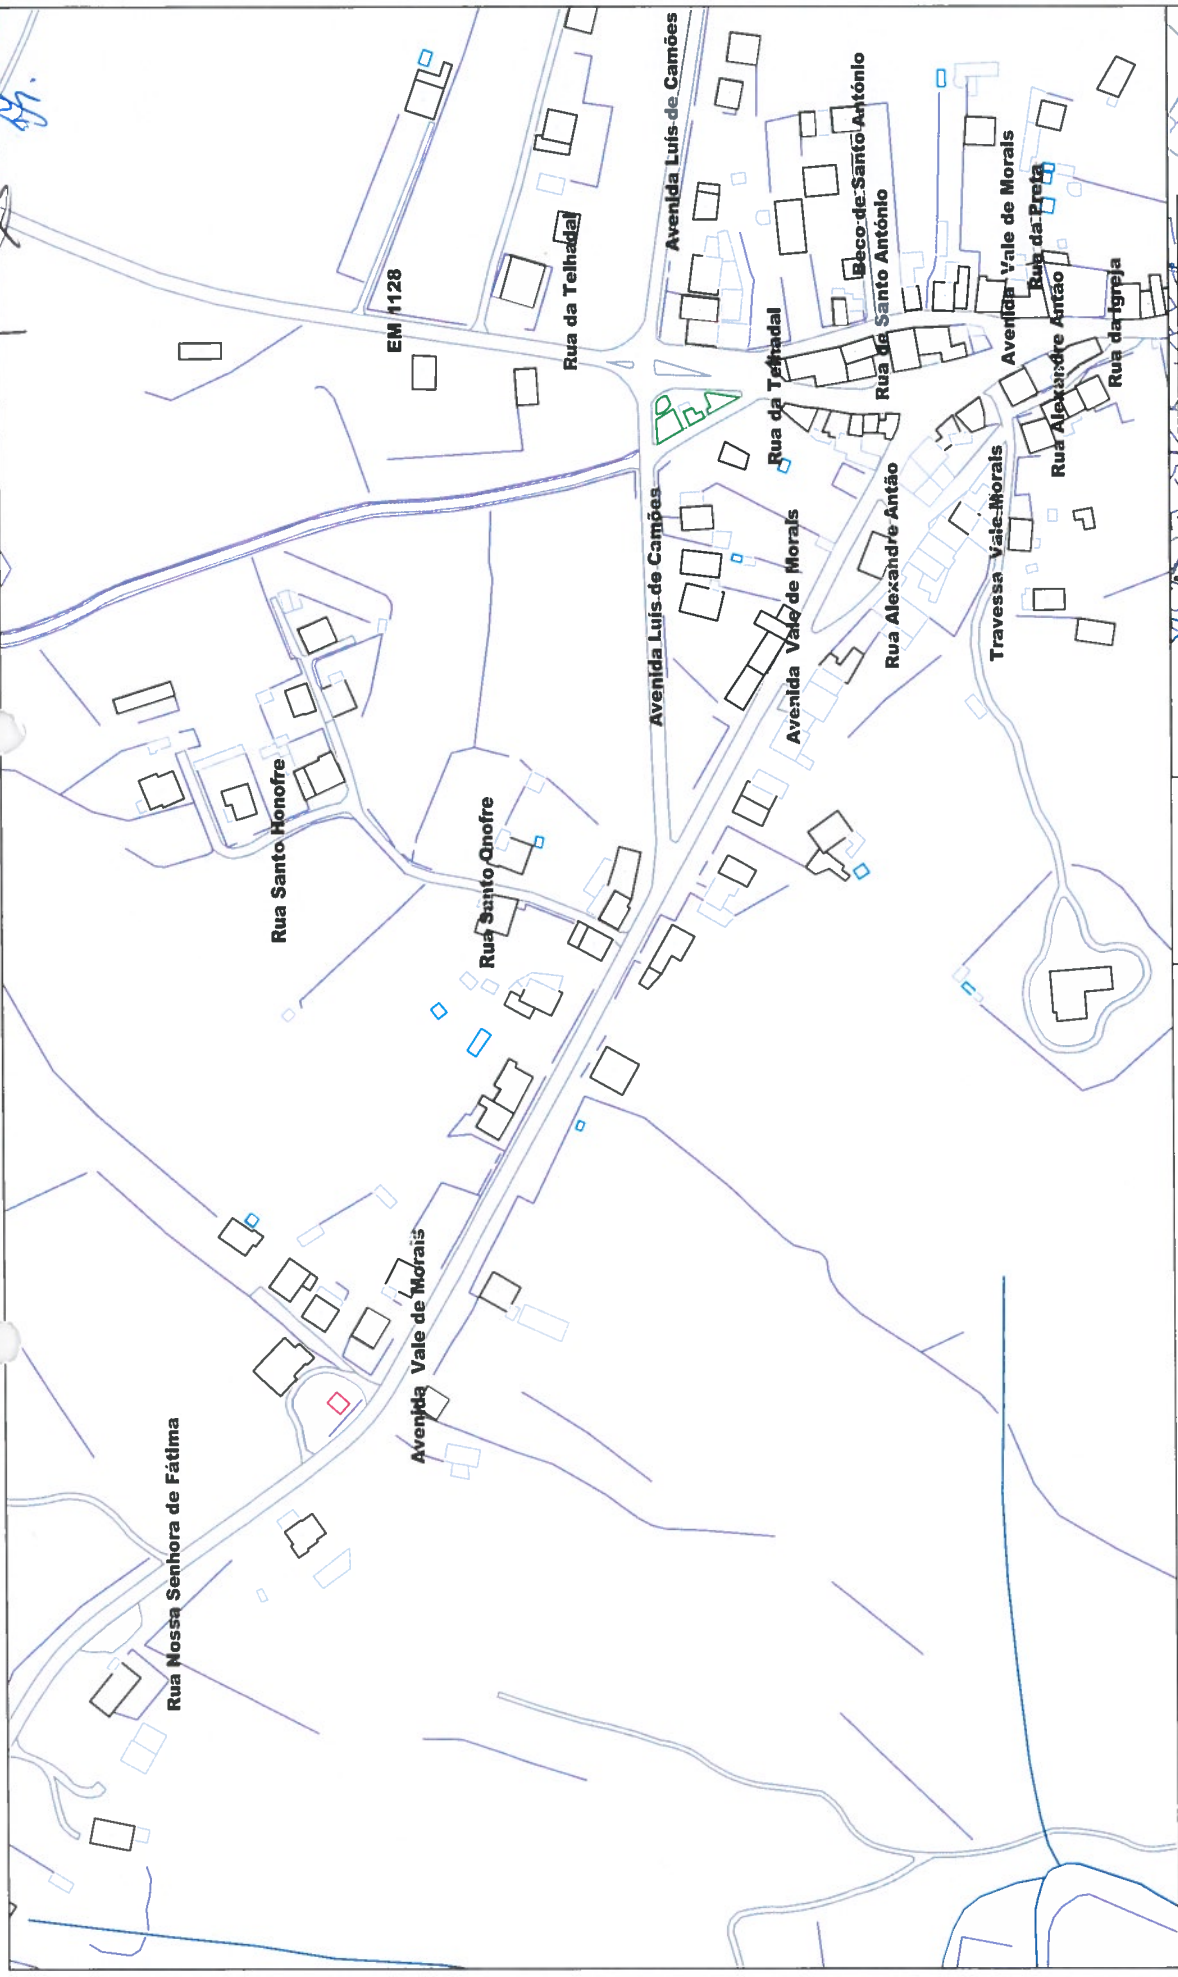 Rua Nossa Senhora de Fátima
Rua Santo Honofre
Avenida Vale de Morais
EM 1128
Rua Santo Onofre
Rua da Telhadal
Avenida Luís de Camões
Avenida Luís de Camões
Rua da Telhadal
Avenida Vale de Morais
Beco de Santo António
Rua de Santo António
Rua Alexandre Antão
Avenida Vale de Morais
Travessa Vale Morais
Rua da Preta
Rua Alexandre Antão
Rua da Igreja